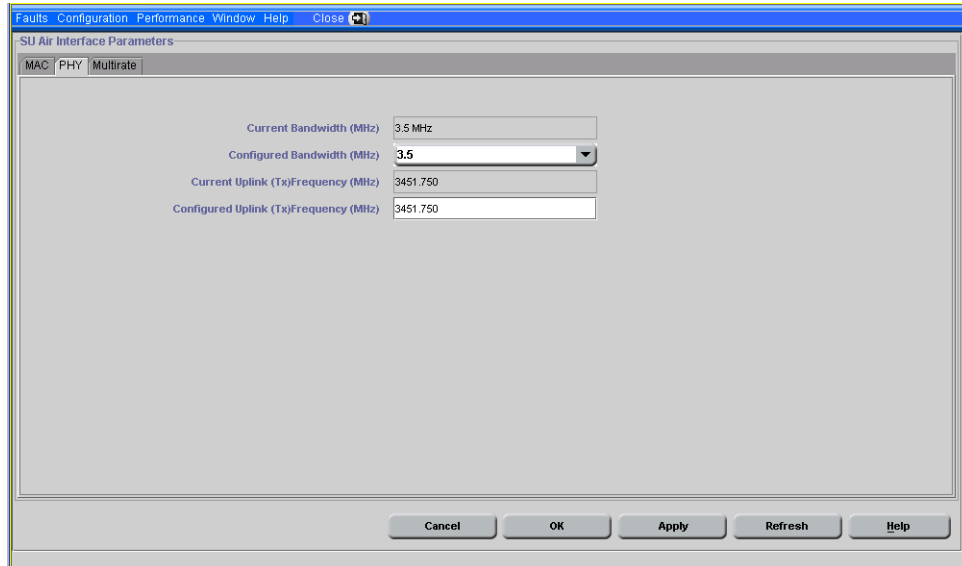 Faults Configuration Performance Window Help Close
SU Air Interface Parameters
MAC PHY Multirate
Current Bandwidth (MHz) 3.5 MHz
Configured Bandwidth (MHz) 3.5
Current Uplink (Tx)Frequency (MHz) 3451.750
Configured Uplink (Tx)Frequency (MHz) 3451.750
Cancel OK Apply Refresh Help